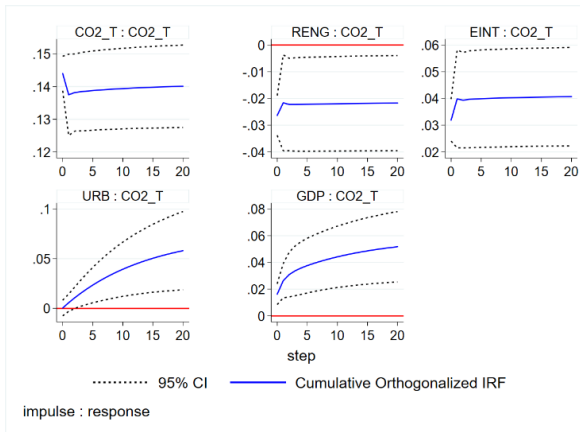 CO2_T : CO2_T
.15
.14
.13
.12
0 5 10 15 20
RENG : CO2_T
0
-.01
-.02
-.03
-.04
0 5 10 15 20
EINT : CO2_T
.06
.05
.04
.03
.02
0 5 10 15 20
URB : CO2_T
.1
.05
0
0 5 10 15 20
GDP : CO2_T
.08
.06
.04
.02
0
0 5 10 15 20
step
95% CI
Cumulative Orthogonalized IRF
impulse : response